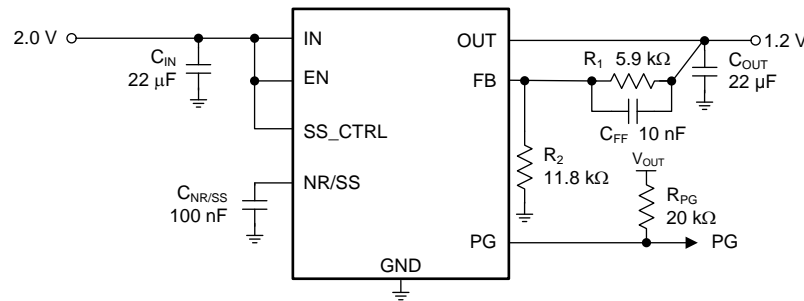 2.0 V
C_IN
22 μF
IN
EN
SS_CTRL
NR/SS
C_NR/SS
100 nF
GND
OUT
FB
PG
R_1 5.9 kΩ
C_FF 10 nF
1.2 V
C_OUT
22 μF
R_2
11.8 kΩ
V_OUT
R_PG
20 kΩ
PG